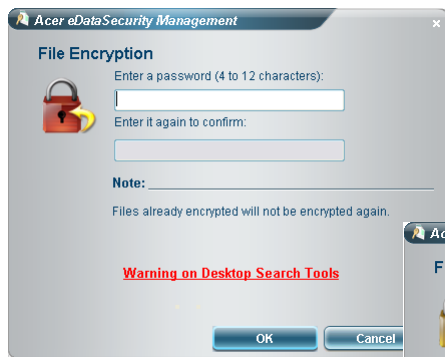 Acer eDataSecurity Management
File Encryption
Enter a password (4 to 12 characters):
Enter it again to confirm:
Note:
Files already encrypted will not be encrypted again.
Warning on Desktop Search Tools
OK Cancel